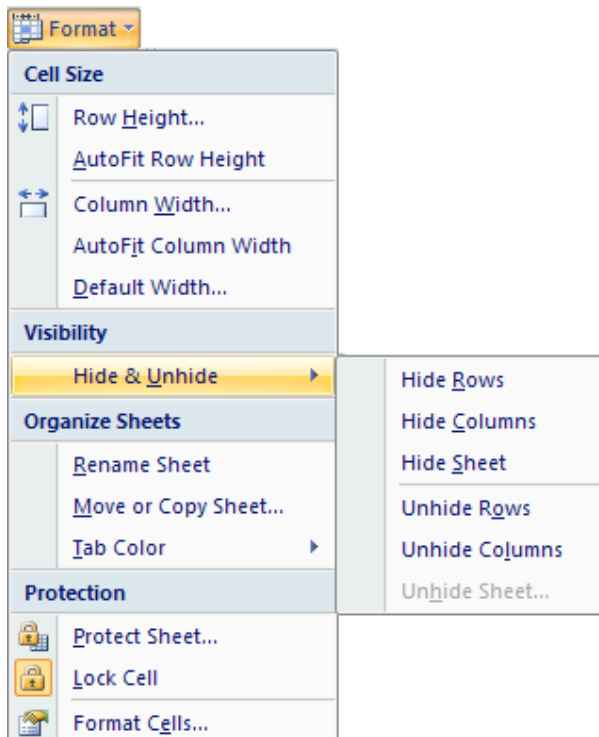 Format
Cell Size
Row Height...
AutoFit Row Height
Column Width...
AutoFit Column Width
Default Width...
Visibility
Hide & Unhide
Hide Rows
Hide Columns
Hide Sheet
Unhide Rows
Unhide Columns
Unhide Sheet...
Organize Sheets
Rename Sheet
Move or Copy Sheet...
Tab Color
Protection
Protect Sheet...
Lock Cell
Format Cells...